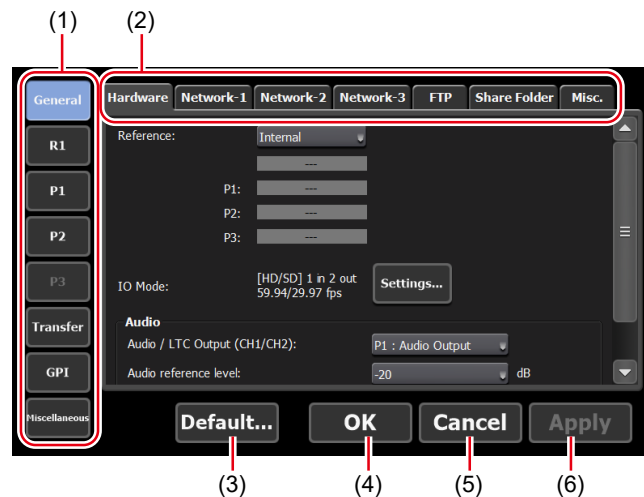 (1) (2)
General
R1
P1
P2
P3
Transfer
GPI
Miscellaneous
Hardware Network-1 Network-2 Network-3 FTP Share Folder Misc.
Reference: Internal
---
P1: ---
P2: ---
P3: ---
IO Mode: [HD/SD] 1 in 2 out
59.94/29.97 fps
Settings...
Audio
Audio / LTC Output (CH1/CH2): P1 : Audio Output
Audio reference level: -20 dB
Default... OK Cancel Apply
(3) (4) (5) (6)